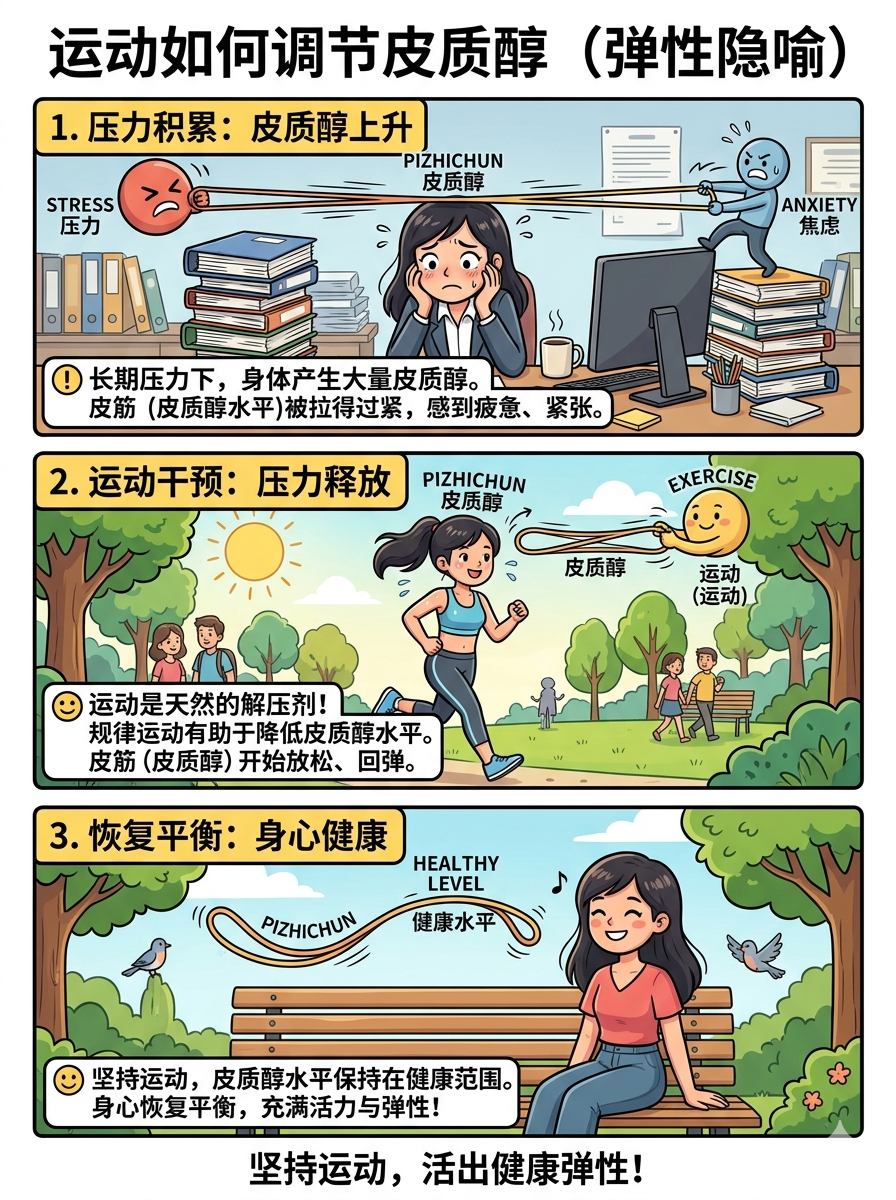 运动如何调节皮质醇（弹性隐喻）
1. 压力积累：皮质醇上升
PIZHICHUN
皮质醇
STRESS
压力
ANXIETY
焦虑
长期压力下，身体产生大量皮质醇。
皮筋 (皮质醇水平)被拉得过紧，感到疲惫、紧张。
2. 运动干预：压力释放
PIZHICHUN
皮质醇
EXERCISE
皮质醇
运动
(运动)
运动是天然的解压剂！
规律运动有助于降低皮质醇水平。
皮筋（皮质醇）开始放松、回弹。
3. 恢复平衡：身心健康
HEALTHY
LEVEL
PIZHICHUN
健康水平
坚持运动，皮质醇水平保持在健康范围。
身心恢复平衡，充满活力与弹性！
坚持运动，活出健康弹性！